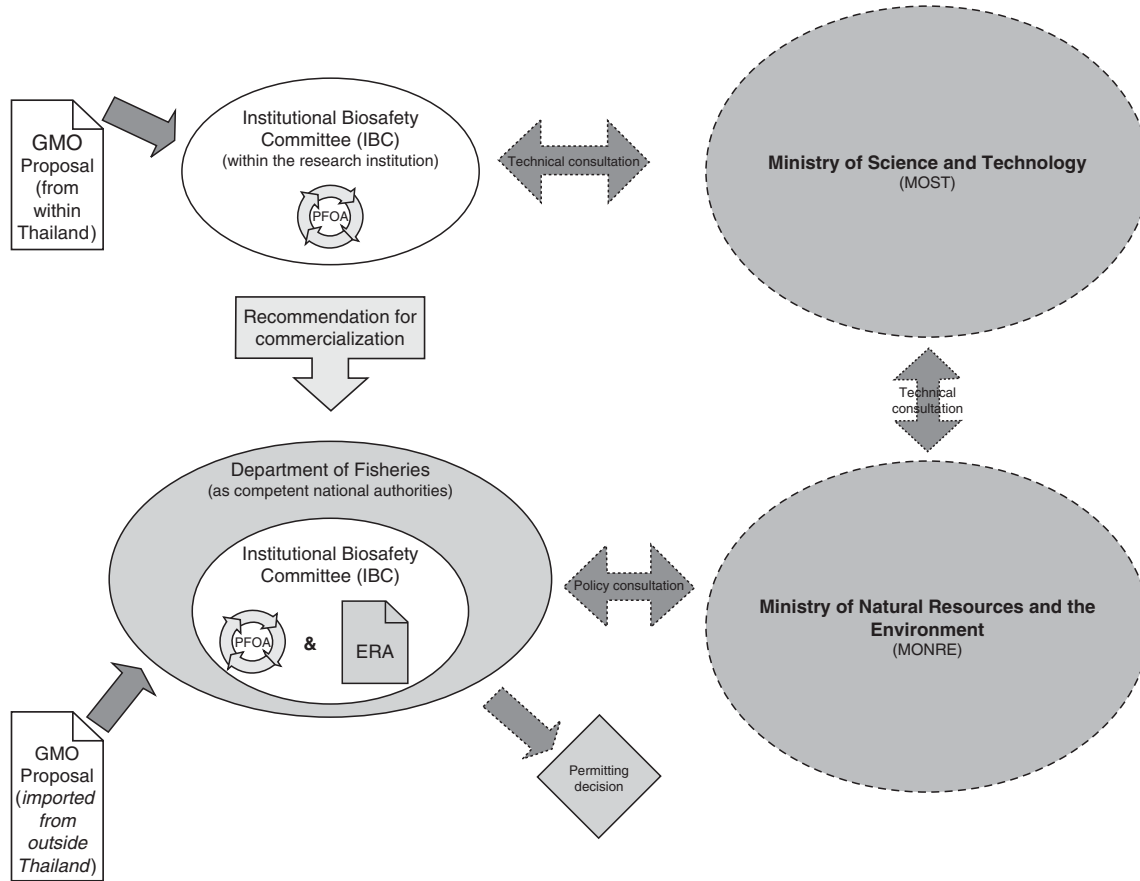 GMO
Proposal
(from
within
Thailand)
Institutional Biosafety
Committee (IBC)
(within the research institution)
PFOA
Technical consultation
Ministry of Science and Technology
(MOST)
Recommendation for
commercialization
Technical
consultation
Department of Fisheries
(as competent national authorities)
Institutional Biosafety
Committee (IBC)
PFOA
&
ERA
Policy consultation
Ministry of Natural Resources and the
Environment
(MONRE)
GMO
Proposal
(imported
from
outside
Thailand)
Permitting
decision